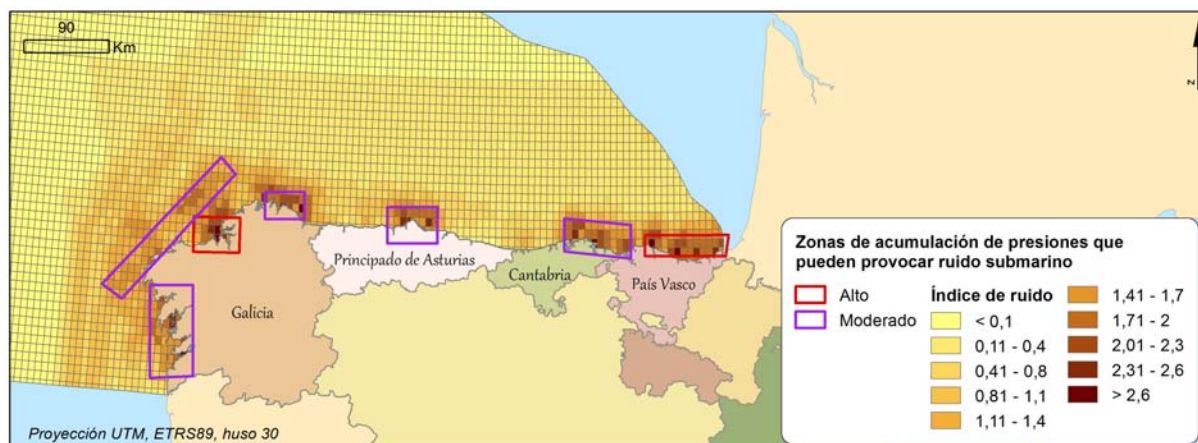 90
Km
N
Principado de Asturias
Cantabria
País Vasco
Galicia
Zonas de acumulación de presiones que
pueden provocar ruido submarino
Alto
Moderado
Índice de ruido
< 0,1
0,11 - 0,4
0,41 - 0,8
0,81 - 1,1
1,11 - 1,4
1,41 - 1,7
1,71 - 2
2,01 - 2,3
2,31 - 2,6
> 2,6
Proyección UTM, ETRS89, huso 30